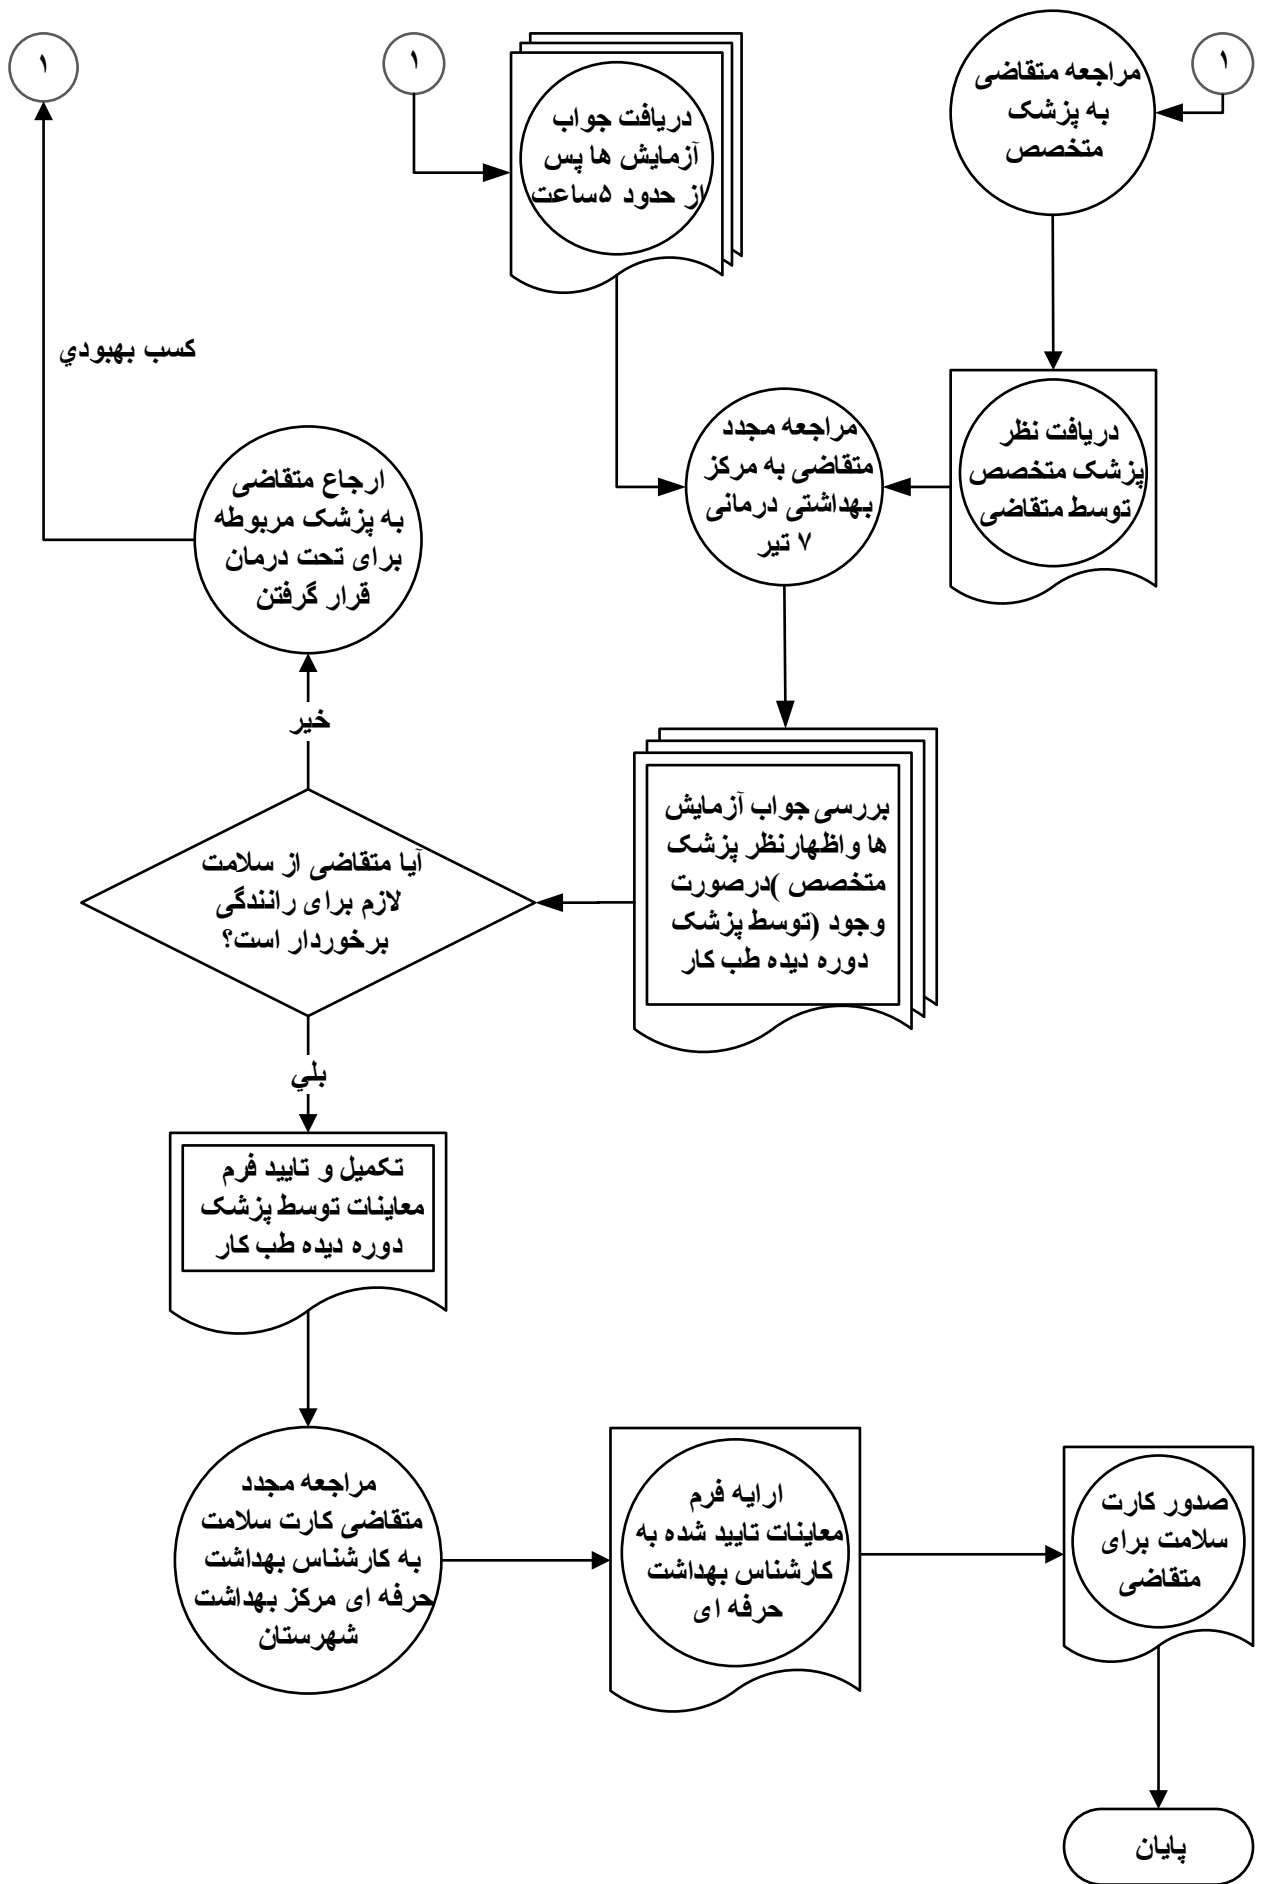 ۱
مراجعه متقاضی
به پزشک
متخصص
۱
دریافت جواب
آزمایش ها پس
از حدود ۵ساعت
۱
دریافت نظر
پزشک متخصص
توسط متقاضی
مراجعه مجدد
متقاضی به مرکز
بهداشتی درمانی
۷ تیر
کسب بهبودي
ارجاع متقاضی
به پزشک مربوطه
برای تحت درمان
قرار گرفتن
خیر
بررسی جواب آزمایش
ها واظهارنظر پزشک
متخصص )درصورت
وجود (توسط پزشک
دوره دیده طب کار
آیا متقاضی از سلامت
لازم برای رانندگی
برخوردار است؟
بلي
تکمیل و تایید فرم
معاینات توسط پزشک
دوره دیده طب کار
مراجعه مجدد
متقاضی کارت سلامت
به کارشناس بهداشت
حرفه ای مرکز بهداشت
شهرستان
ارایه فرم
معاینات تایید شده به
کارشناس بهداشت
حرفه ای
صدور کارت
سلامت برای
متقاضی
پایان